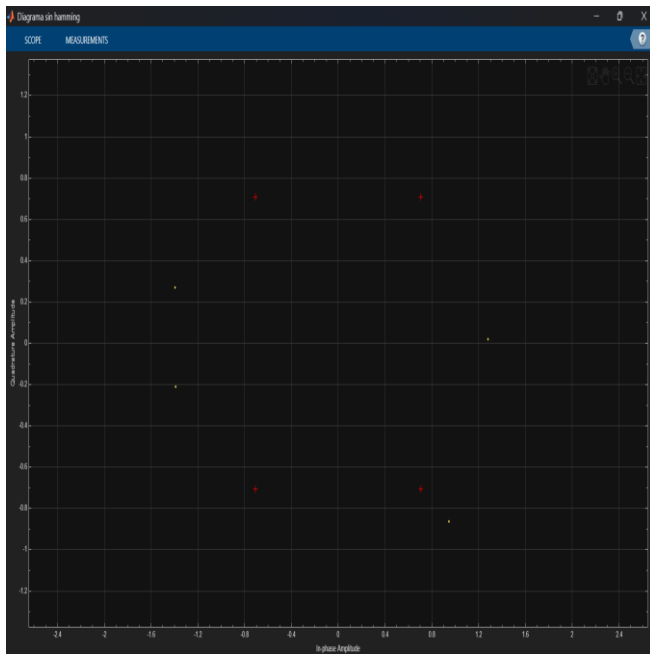 Diagrama sin hamming
SCOPE MEASUREMENTS
?
1.2
1
0.8
0.6
0.4
0.2
0
-0.2
-0.4
-0.6
-0.8
-1
-1.2
Quadrature Amplitude
-2.4 -2 -1.6 -1.2 -0.8 -0.4 0 0.4 0.8 1.2 1.6 2 2.4
In-phase Amplitude